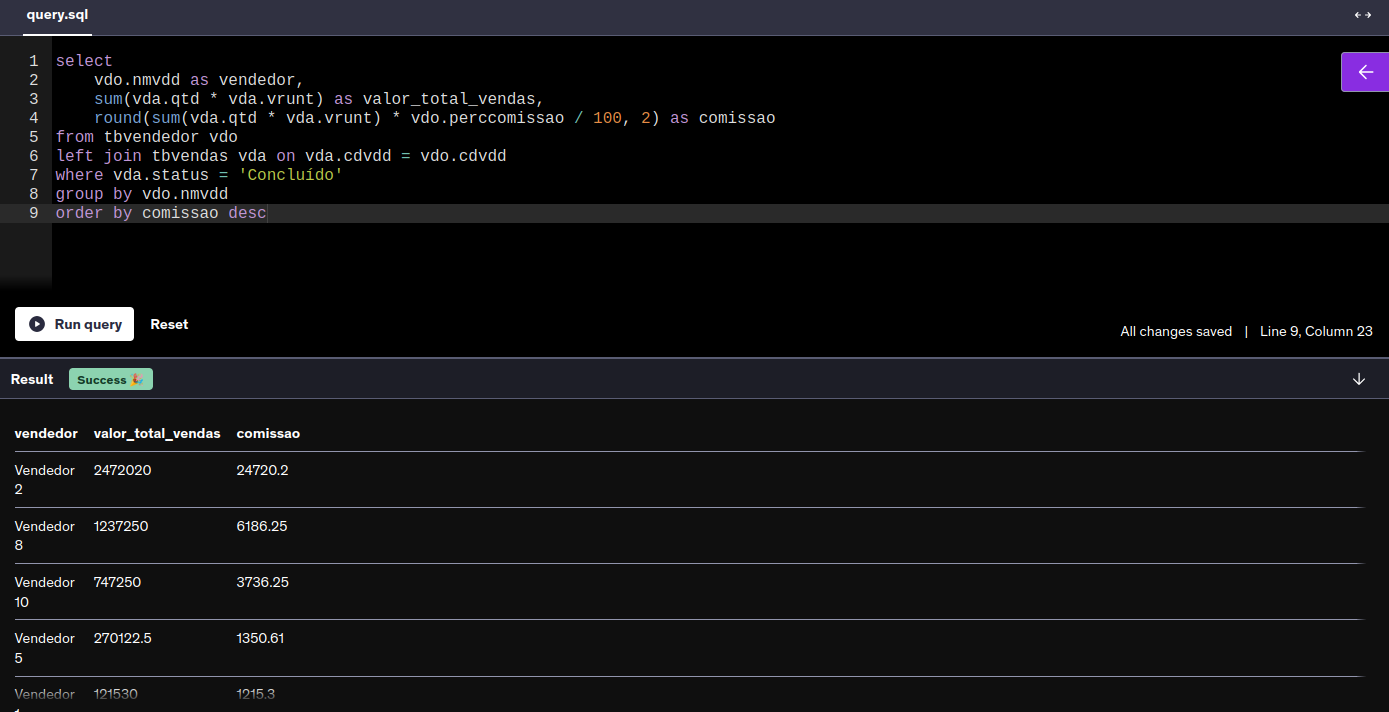 query.sql
1 select
2 vdo.nmvdd as vendedor,
3 sum(vda.qtd * vda.vrunt) as valor_total_vendas,
4 round(sum(vda.qtd * vda.vrunt) * vdo.perccomissao / 100, 2) as comissao
5 from tbvendedor vdo
6 left join tbvendas vda on vda.cdvdd = vdo.cdvdd
7 where vda.status = 'Concluído'
8 group by vdo.nmvdd
9 order by comissao desc
Run query Reset
All changes saved | Line 9, Column 23
Result Success 🎉
vendedor valor_total_vendas comissao
Vendedor 2472020 24720.2
2
Vendedor 1237250 6186.25
8
Vendedor 747250 3736.25
10
Vendedor 270122.5 1350.61
5
Vendedor 121530 1215.3